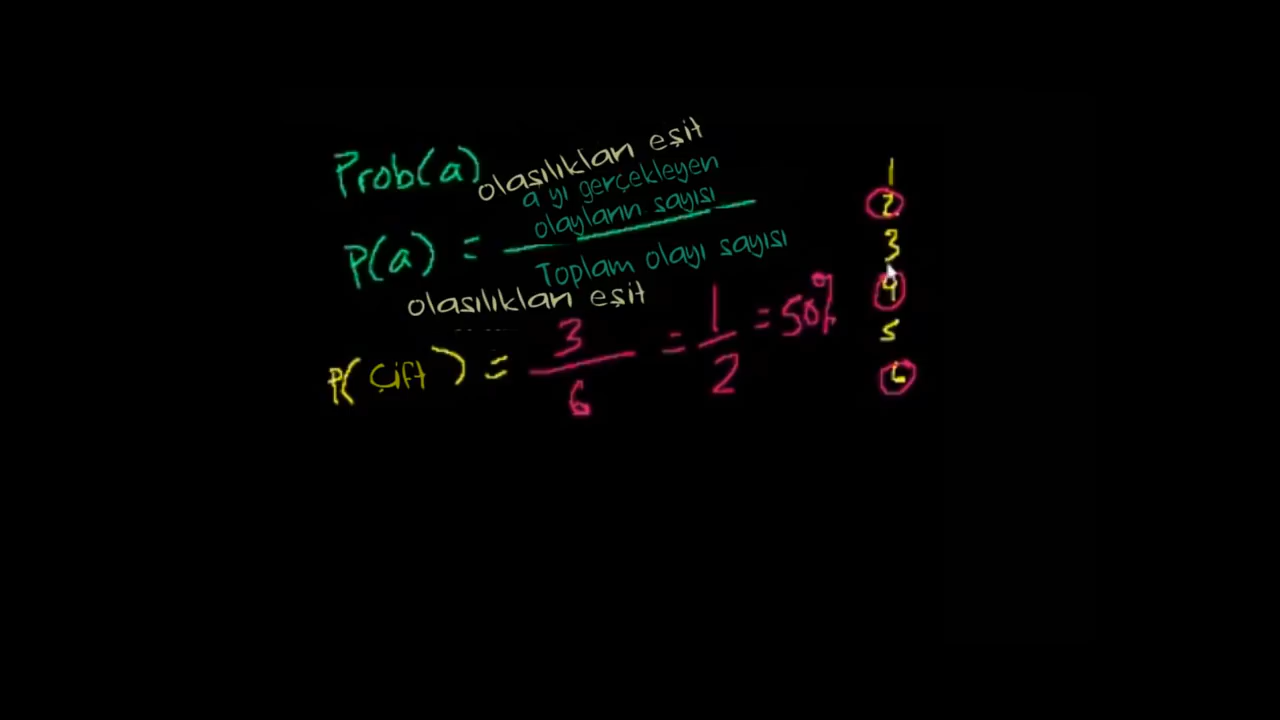 Prob(a)
olasılıkları eşit
a yı gerçekleyen
olayların sayısı
P(a) =
Toplam olayı sayısı
olasılıkları eşit
P(Çift) = 3/6 = 1/2 = 50%
1
2
3
4
5
6